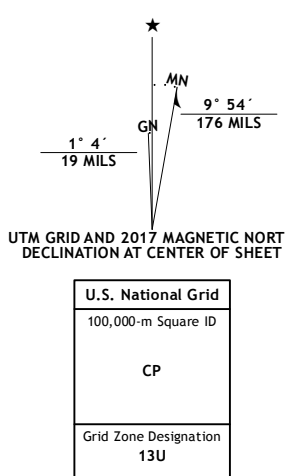 ★
MN
GN
9° 54´
176 MILS
1° 4´
19 MILS
UTM GRID AND 2017 MAGNETIC NORT
DECLINATION AT CENTER OF SHEET
U.S. National Grid
100,000-m Square ID
CP
Grid Zone Designation
13U